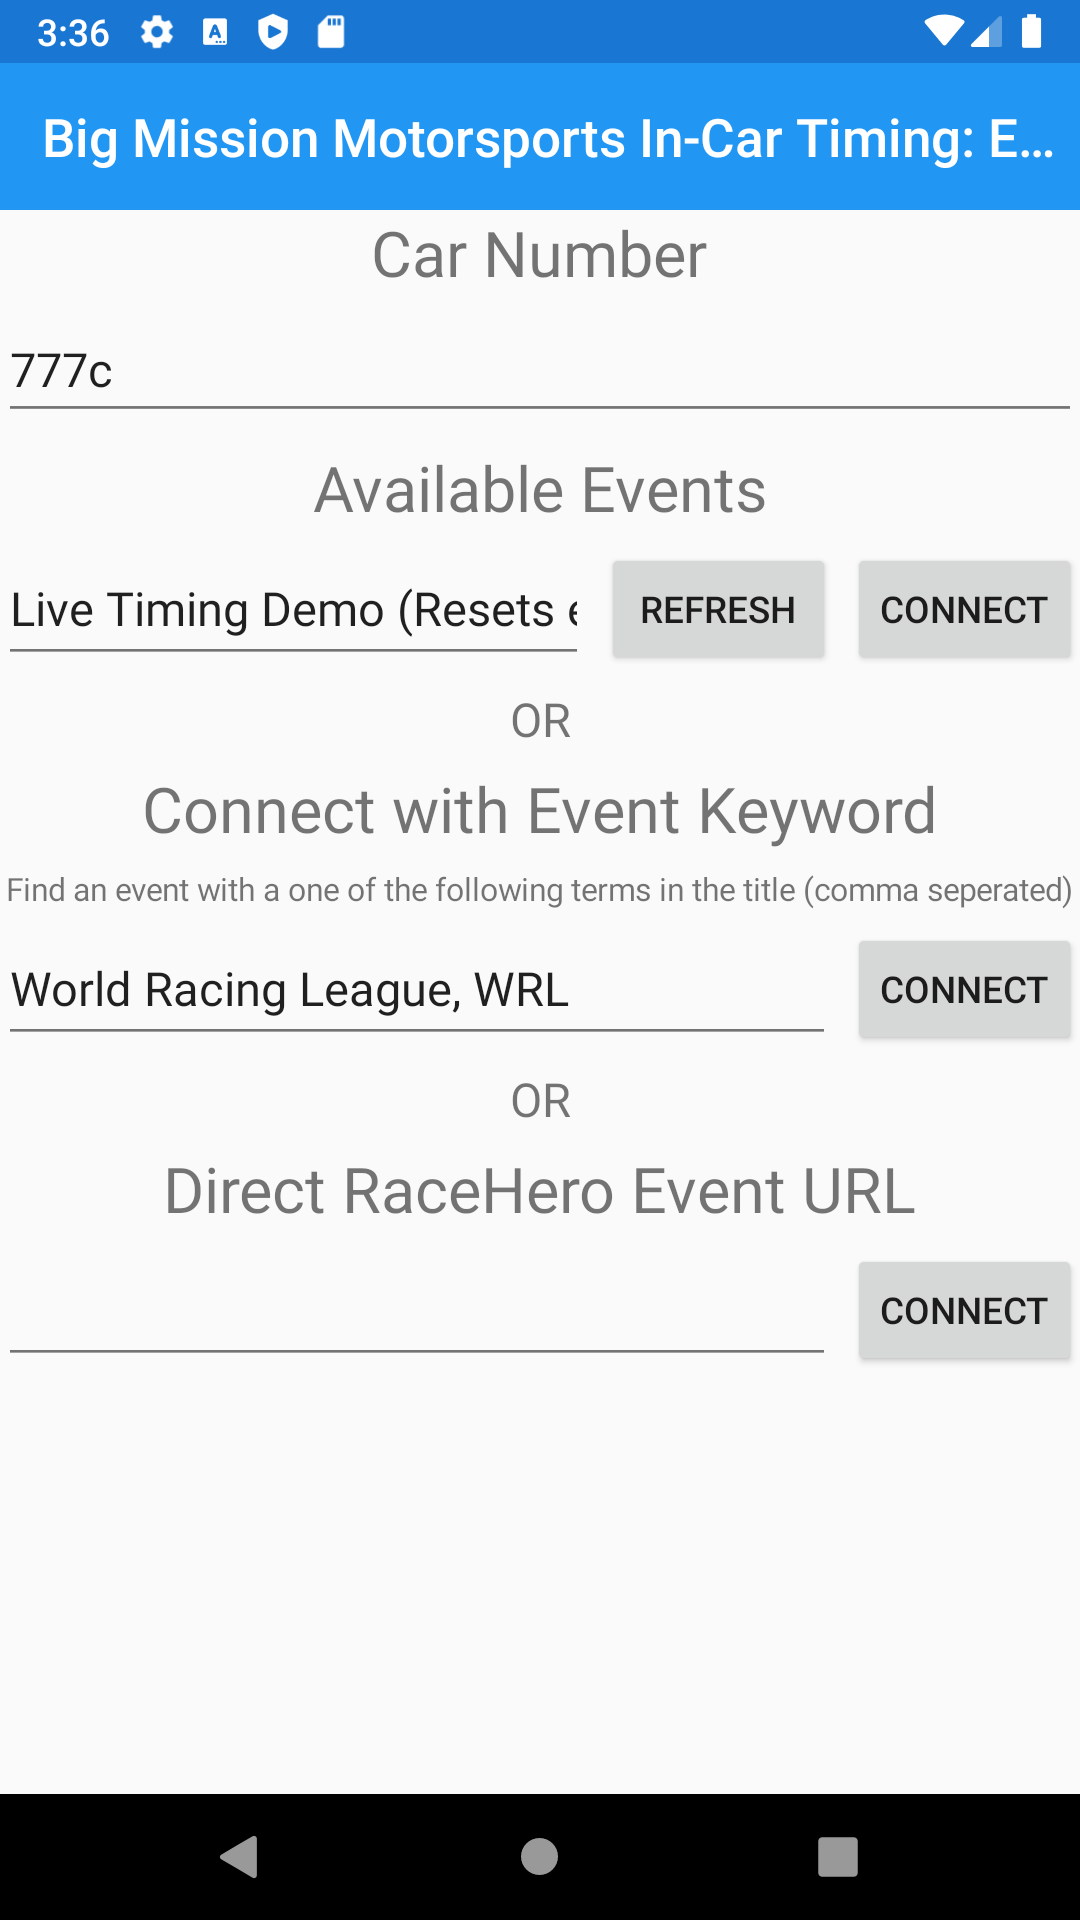 3:36
Big Mission Motorsports In-Car Timing: E...
Car Number
777c
Available Events
Live Timing Demo (Resets e
REFRESH
CONNECT
OR
Connect with Event Keyword
Find an event with a one of the following terms in the title (comma seperated)
World Racing League, WRL
CONNECT
OR
Direct RaceHero Event URL
CONNECT